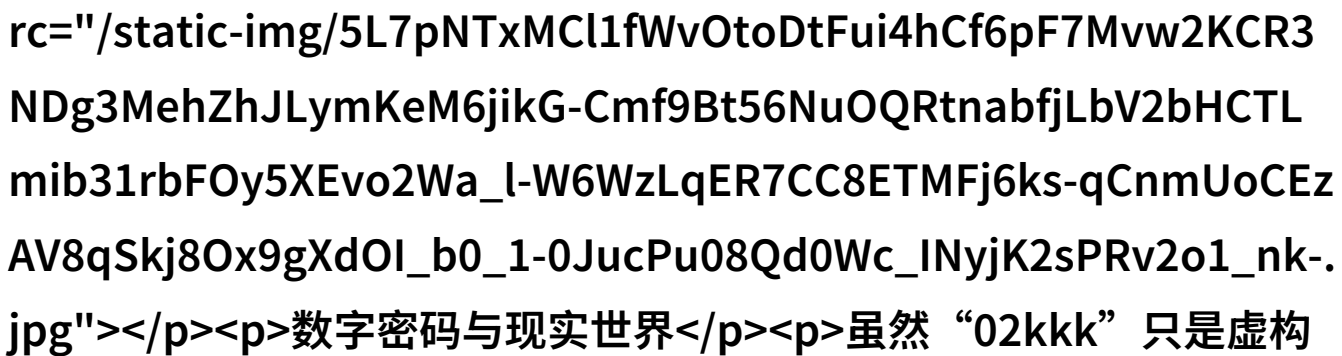 rc="/static-img/5L7pNTxMCl1fWvOtoDtFui4hCf6pF7Mvw2KCR3
NDg3MehZhJLymKeM6jikG-Cmf9Bt56NuOQRtnabfjLbV2bHCTL
mib31rbFOy5XEvo2Wa_l-W6WzLqER7CC8ETMFj6ks-qCnmUoCEz
AV8qSkj8Ox9gXdOI_b0_1-0JucPu08Qd0Wc_INyjK2sPRv2o1_nk-.
jpg"></p><p>数字密码与现实世界</p><p>虽然“02kkk”只是虚构